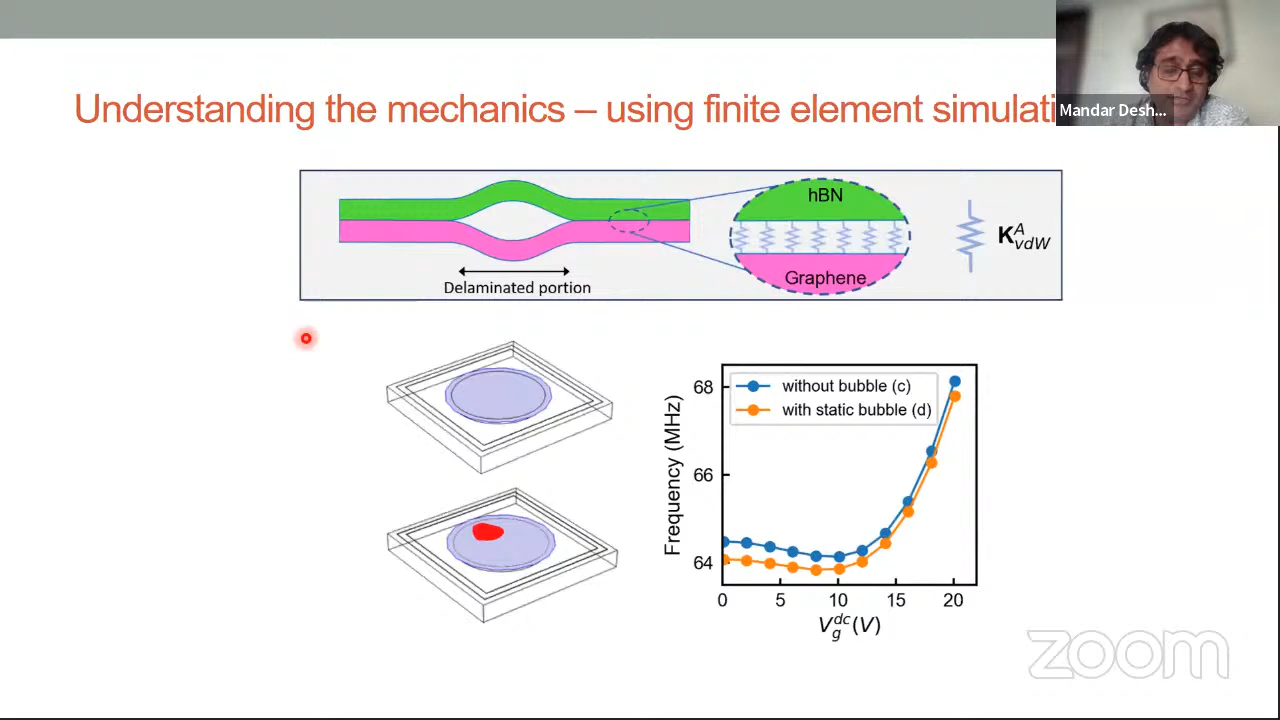 Understanding the mechanics – using finite element simulati
Mandar Desh...
hBN
Graphene
K^A_vdW
Delaminated portion
without bubble (c)
with static bubble (d)
Frequency (MHz)
68
66
64
0 5 10 15 20
V_g^dc(V)
zoom